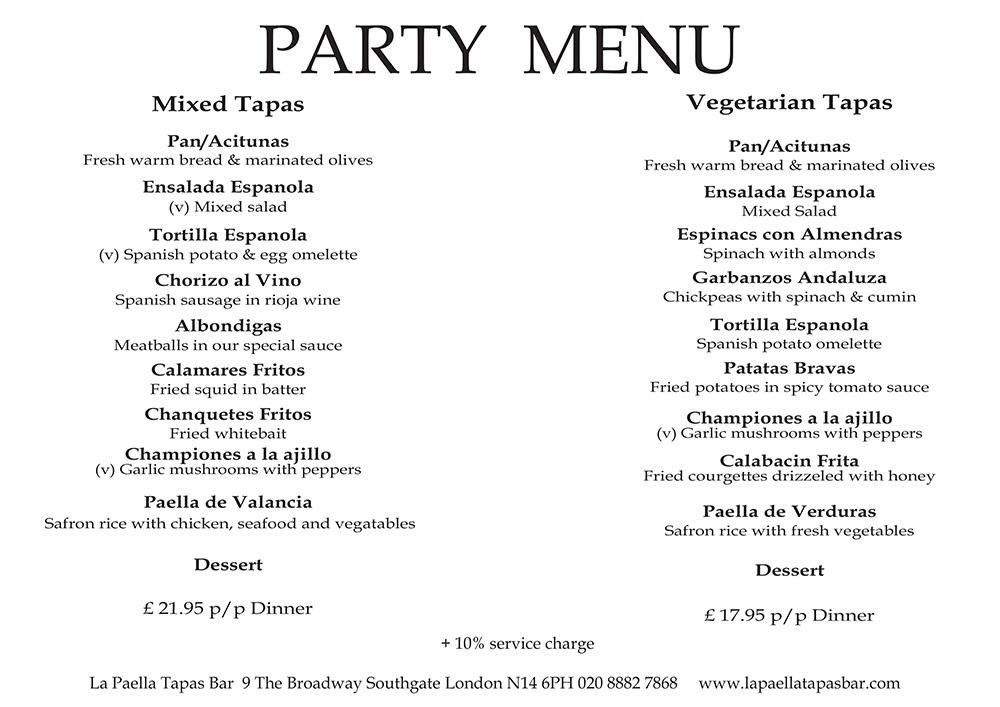 PARTY MENU
Mixed Tapas
Pan/Acitunas
Fresh warm bread & marinated olives
Ensalada Espanola
(v) Mixed salad
Tortilla Espanola
(v) Spanish potato & egg omelette
Chorizo al Vino
Spanish sausage in rioja wine
Albondigas
Meatballs in our special sauce
Calamares Fritos
Fried squid in batter
Chanquetes Fritos
Fried whitebait
Championes a la ajillo
(v) Garlic mushrooms with peppers
Paella de Valancia
Safron rice with chicken, seafood and vegatables
Dessert
£ 21.95 p/p Dinner
Vegetarian Tapas
Pan/Acitunas
Fresh warm bread & marinated olives
Ensalada Espanola
Mixed Salad
Espinacs con Almendras
Spinach with almonds
Garbanzos Andaluza
Chickpeas with spinach & cumin
Tortilla Espanola
Spanish potato omelette
Patatas Bravas
Fried potatoes in spicy tomato sauce
Championes a la ajillo
(v) Garlic mushrooms with peppers
Calabacin Frita
Fried courgettes drizzeled with honey
Paella de Verduras
Safron rice with fresh vegetables
Dessert
£ 17.95 p/p Dinner
+ 10% service charge
La Paella Tapas Bar 9 The Broadway Southgate London N14 6PH 020 8882 7868 www.lapaellatapasbar.com